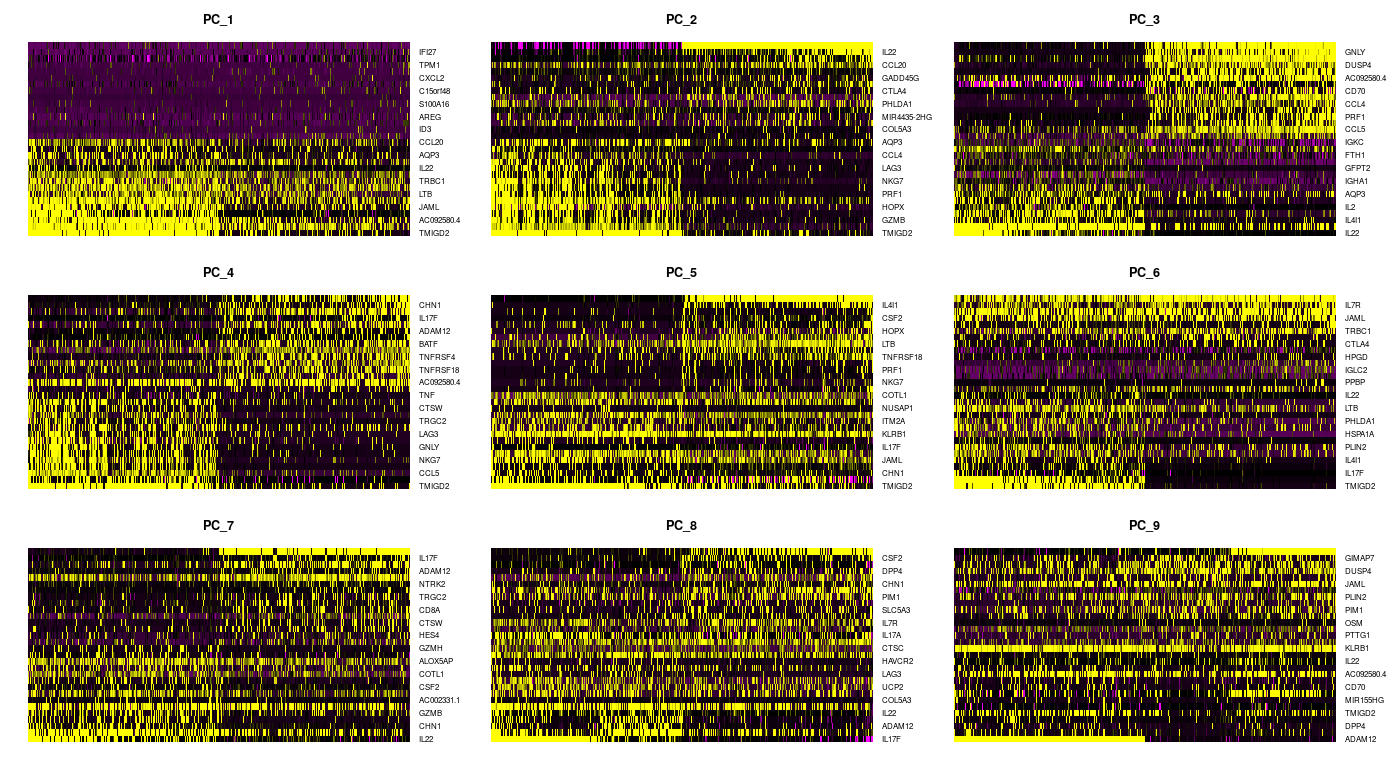 PC_1
IFI27
TPM1
CXCL2
C15orf48
S100A16
AREG
ID3
CCL20
AQP3
IL22
TRBC1
LTB
JAML
AC092580.4
TMIGD2
PC_2
IL22
CCL20
GADD45G
CTLA4
PHLDA1
MIR4435-2HG
COL5A3
AQP3
CCL4
LAG3
NKG7
PRF1
HOPX
GZMB
TMIGD2
PC_3
GNLY
DUSP4
AC092580.4
CD70
CCL4
PRF1
CCL5
IGKC
FTH1
GFPT2
IGHA1
AQP3
IL2
IL4I1
IL22
PC_4
CHN1
IL17F
ADAM12
BATF
TNFRSF4
TNFRSF18
AC092580.4
TNF
CTSW
TRGC2
LAG3
GNLY
NKG7
CCL5
TMIGD2
PC_5
IL4I1
CSF2
HOPX
LTB
TNFRSF18
PRF1
NKG7
COTL1
NUSAP1
ITM2A
KLRB1
IL17F
JAML
CHN1
TMIGD2
PC_6
IL7R
JAML
TRBC1
CTLA4
HPGD
IGLC2
PPBP
IL22
LTB
PHLDA1
HSPA1A
PLIN2
IL4I1
IL17F
TMIGD2
PC_7
IL17F
ADAM12
NTRK2
TRGC2
CD8A
CTSW
HES4
GZMH
ALOX5AP
COTL1
CSF2
AC002331.1
GZMB
CHN1
IL22
PC_8
CSF2
DPP4
CHN1
PIM1
SLC5A3
IL7R
IL17A
CTSC
HAVCR2
LAG3
UCP2
COL5A3
IL22
ADAM12
IL17F
PC_9
GIMAP7
DUSP4
JAML
PLIN2
PIM1
OSM
PTTG1
KLRB1
IL22
AC092580.4
CD70
MIR155HG
TMIGD2
DPP4
ADAM12